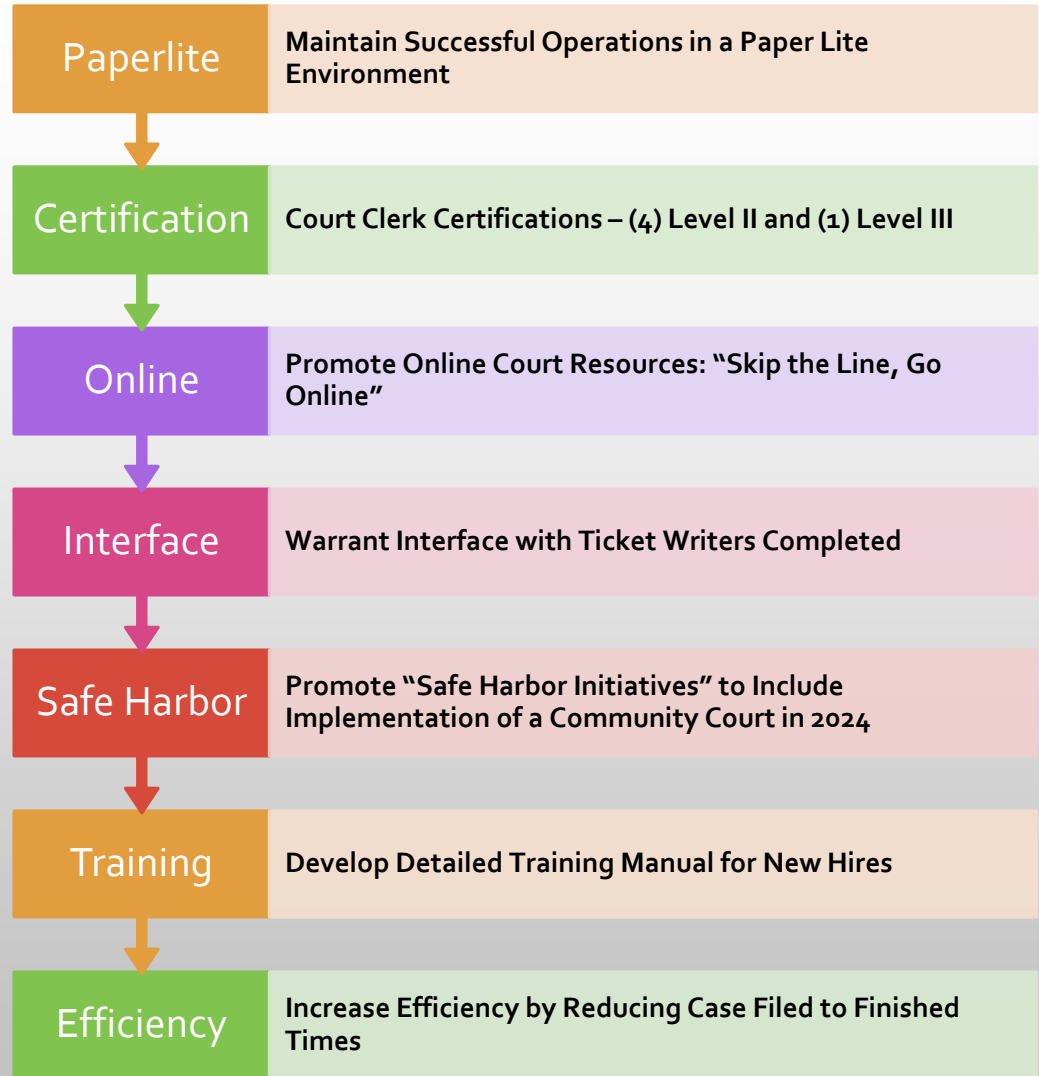 Paperlite
Maintain Successful Operations in a Paper Lite
Environment
Certification
Court Clerk Certifications – (4) Level II and (1) Level III
Online
Promote Online Court Resources: “Skip the Line, Go
Online”
Interface
Warrant Interface with Ticket Writers Completed
Safe Harbor
Promote “Safe Harbor Initiatives” to Include
Implementation of a Community Court in 2024
Training
Develop Detailed Training Manual for New Hires
Efficiency
Increase Efficiency by Reducing Case Filed to Finished
Times